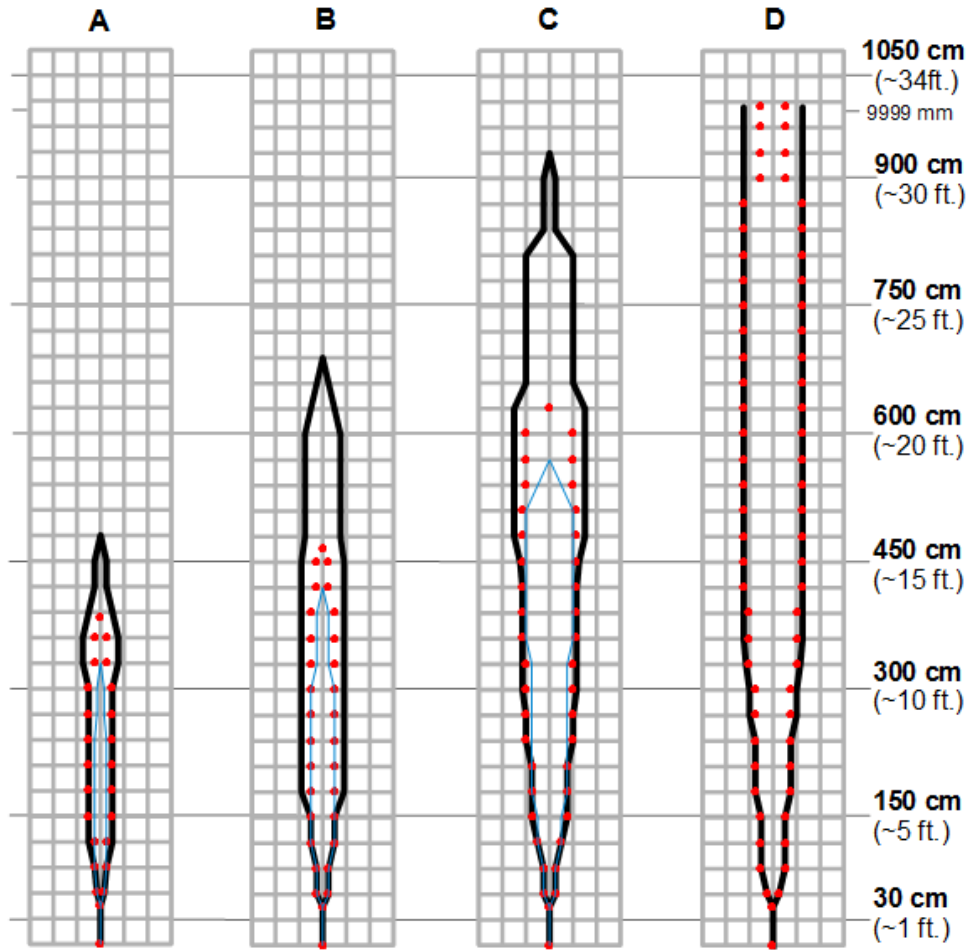 A B C D
1050 cm
(~34ft.)
9999 mm
900 cm
(~30 ft.)
750 cm
(~25 ft.)
600 cm
(~20 ft.)
450 cm
(~15 ft.)
300 cm
(~10 ft.)
150 cm
(~5 ft.)
30 cm
(~1 ft.)